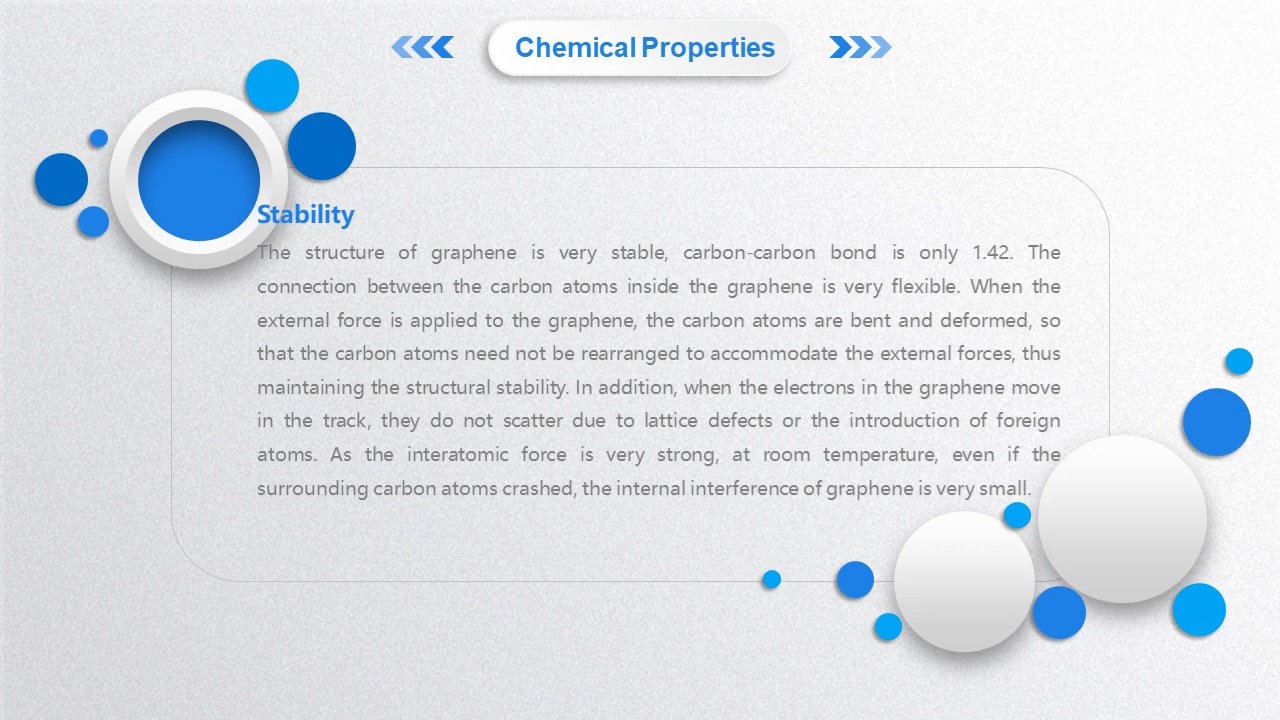 Chemical Properties
Stability
The structure of graphene is very stable, carbon-carbon bond is only 1.42. The
connection between the carbon atoms inside the graphene is very flexible. When the
external force is applied to the graphene, the carbon atoms are bent and deformed, so
that the carbon atoms need not be rearranged to accommodate the external forces, thus
maintaining the structural stability. In addition, when the electrons in the graphene move
in the track, they do not scatter due to lattice defects or the introduction of foreign
atoms. As the interatomic force is very strong, at room temperature, even if the
surrounding carbon atoms crashed, the internal interference of graphene is very small.